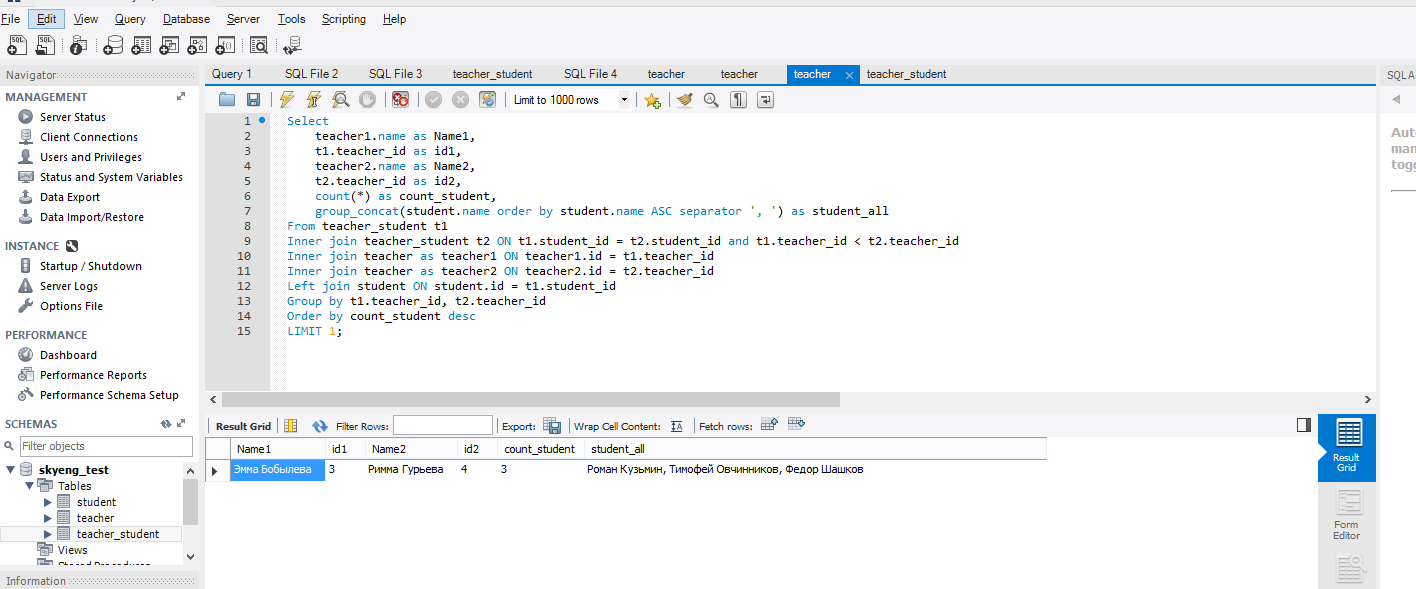 File Edit View Query Database Server Tools Scripting Help
Navigator
MANAGEMENT
Server Status
Client Connections
Users and Privileges
Status and System Variables
Data Export
Data Import/Restore
INSTANCE
Startup / Shutdown
Server Logs
Options File
PERFORMANCE
Dashboard
Performance Reports
Performance Schema Setup
SCHEMAS
Filter objects
skyeng_test
Tables
student
teacher
teacher_student
Views
Stored Procedures
Information
Query 1 SQL File 2 SQL File 3 teacher_student SQL File 4 teacher teacher teacher teacher_student
Limit to 1000 rows
1 Select
2 teacher1.name as Name1,
3 t1.teacher_id as id1,
4 teacher2.name as Name2,
5 t2.teacher_id as id2,
6 count(*) as count_student,
7 group_concat(student.name order by student.name ASC separator ', ') as student_all
8 From teacher_student t1
9 Inner join teacher_student t2 ON t1.student_id = t2.student_id and t1.teacher_id < t2.teacher_id
10 Inner join teacher as teacher1 ON teacher1.id = t1.teacher_id
11 Inner join teacher as teacher2 ON teacher2.id = t2.teacher_id
12 Left join student ON student.id = t1.student_id
13 Group by t1.teacher_id, t2.teacher_id
14 Order by count_student desc
15 LIMIT 1;
Result Grid Filter Rows: Export: Wrap Cell Content: Fetch rows:
Name1 id1 Name2 id2 count_student student_all
Эмма Бобылева 3 Римма Гурьева 4 3 Роман Кузьмин, Тимофей Овчинников, Федор Шашков
Result
Grid
Form
Editor
SQLA
Auto
man
togg